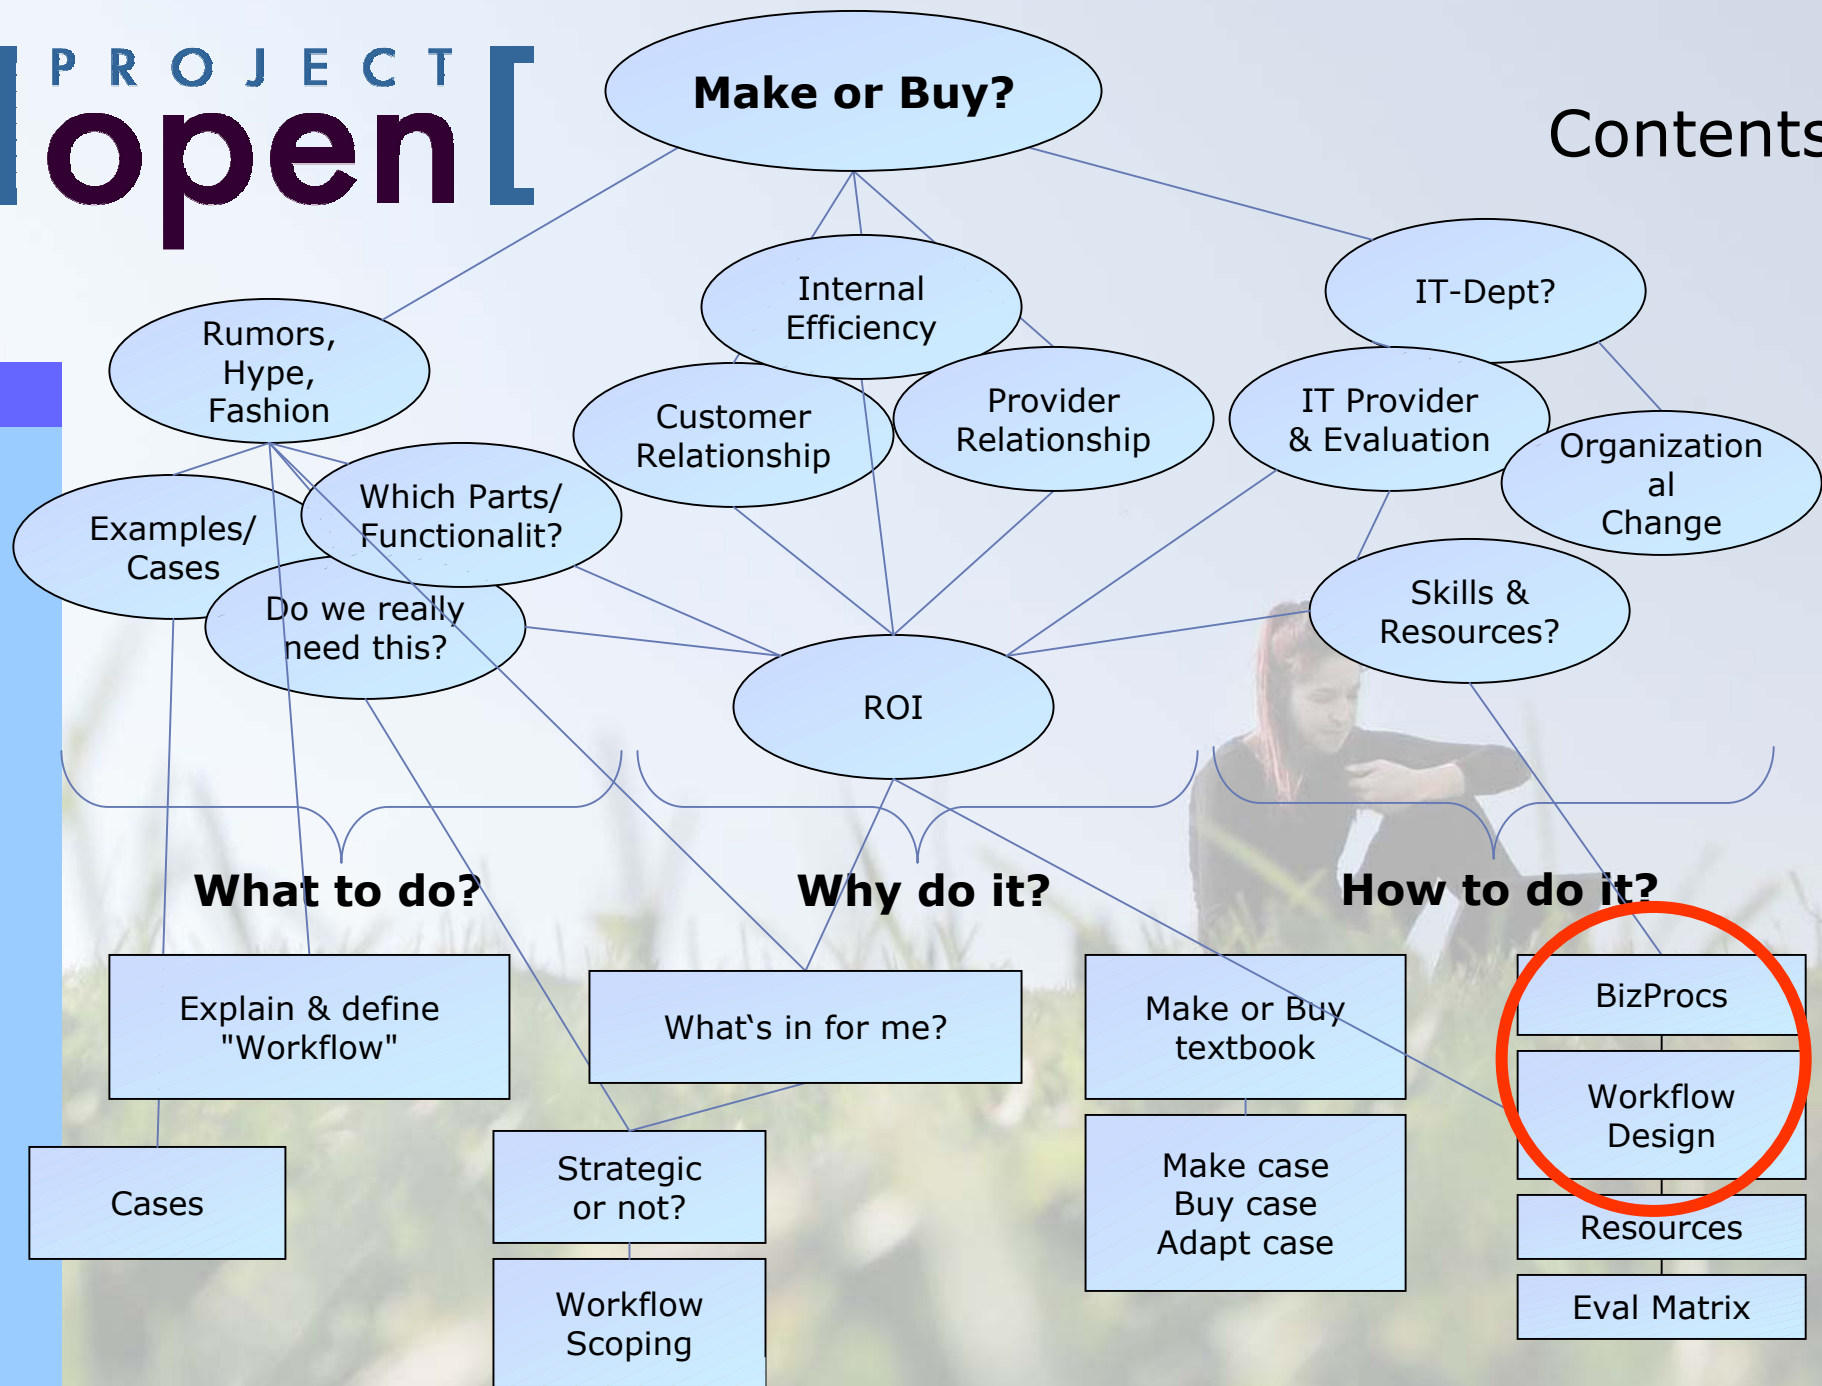 PROJECT
open
Make or Buy?
Contents
Internal
Efficiency
IT-Dept?
Rumors,
Hype,
Fashion
Customer
Relationship
Provider
Relationship
IT Provider
& Evaluation
Organization
al
Change
Which Parts/
Functionalit?
Examples/
Cases
Do we really
need this?
Skills &
Resources?
ROI
What to do?
Why do it?
How to do it?
Explain & define
"Workflow"
What‘s in for me?
Make or Buy
textbook
BizProcs
Workflow
Design
Cases
Strategic
or not?
Make case
Buy case
Adapt case
Resources
Workflow
Scoping
Eval Matrix